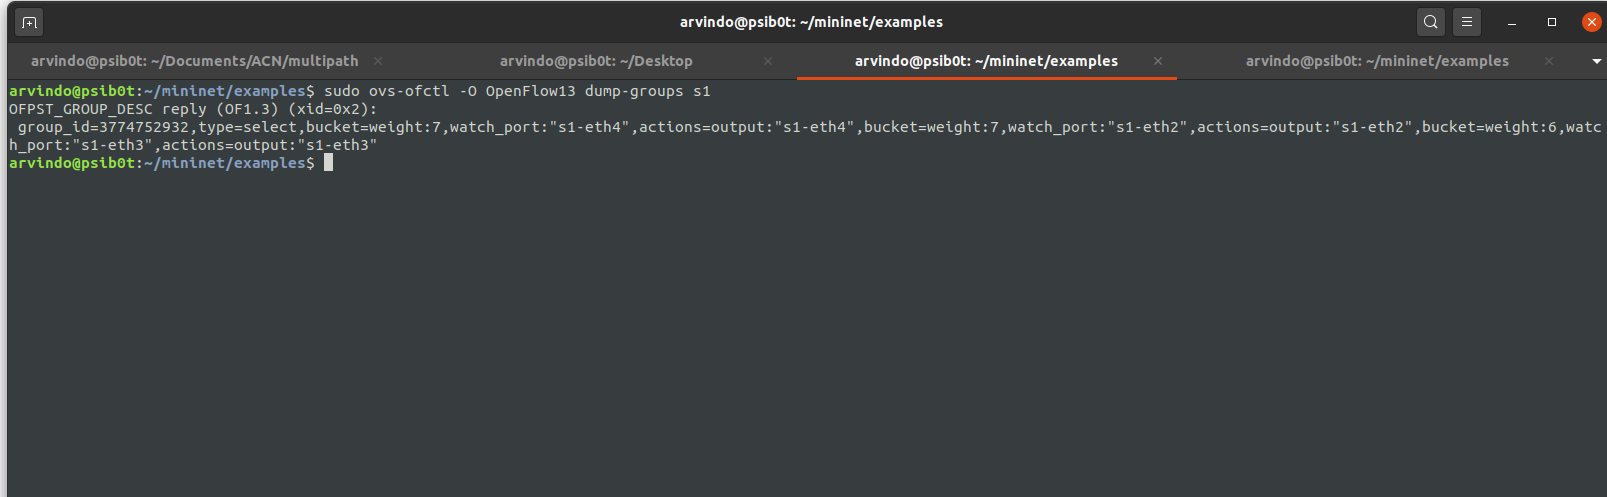 arvindo@psib0t: ~/mininet/examples
arvindo@psib0t: ~/Documents/ACN/multipath
arvindo@psib0t: ~/Desktop
arvindo@psib0t: ~/mininet/examples
arvindo@psib0t: ~/mininet/examples
arvindo@psib0t:~/mininet/examples$ sudo ovs-ofctl -O OpenFlow13 dump-groups s1
OFPST_GROUP_DESC reply (OF1.3) (xid=0x2):
group_id=3774752932,type=select,bucket=weight:7,watch_port:"s1-eth4",actions=output:"s1-eth4",bucket=weight:7,watch_port:"s1-eth2",actions=output:"s1-eth2",bucket=weight:6,watc
h_port:"s1-eth3",actions=output:"s1-eth3"
arvindo@psib0t:~/mininet/examples$